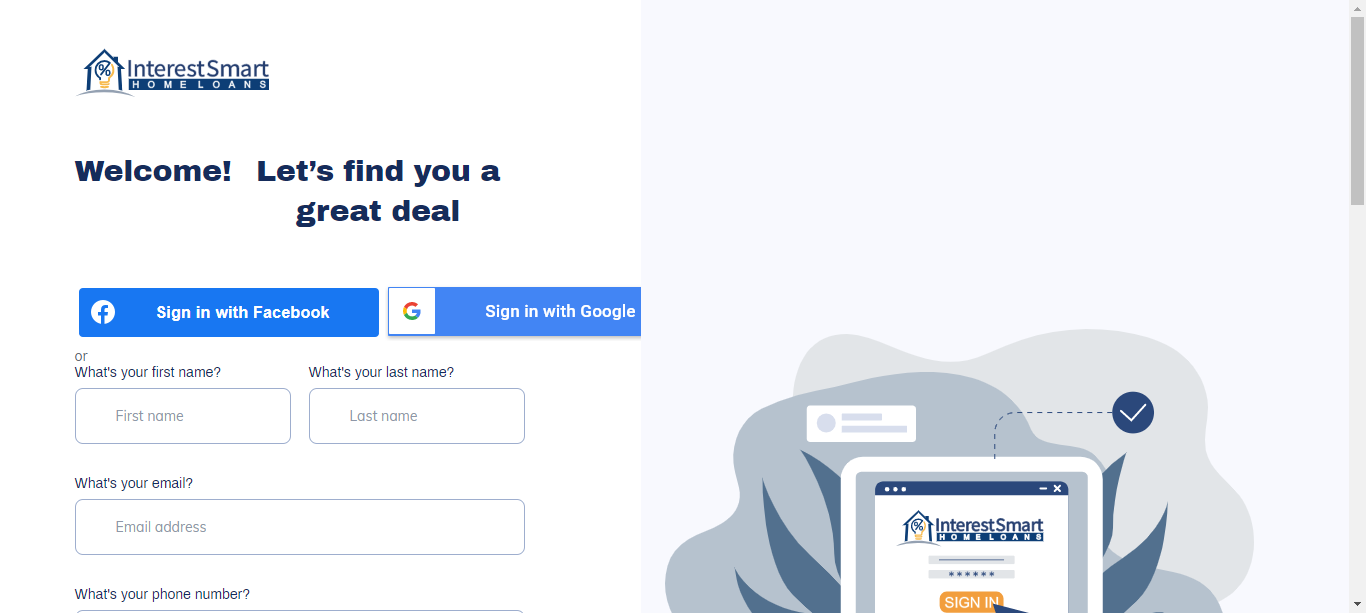 InterestSmart
HOME LOANS
Welcome! Let’s find you a
great deal
Sign in with Facebook
Sign in with Google
or
What's your first name?
What's your last name?
First name
Last name
What's your email?
Email address
What's your phone number?
InterestSmart
HOME LOANS
******
SIGN IN